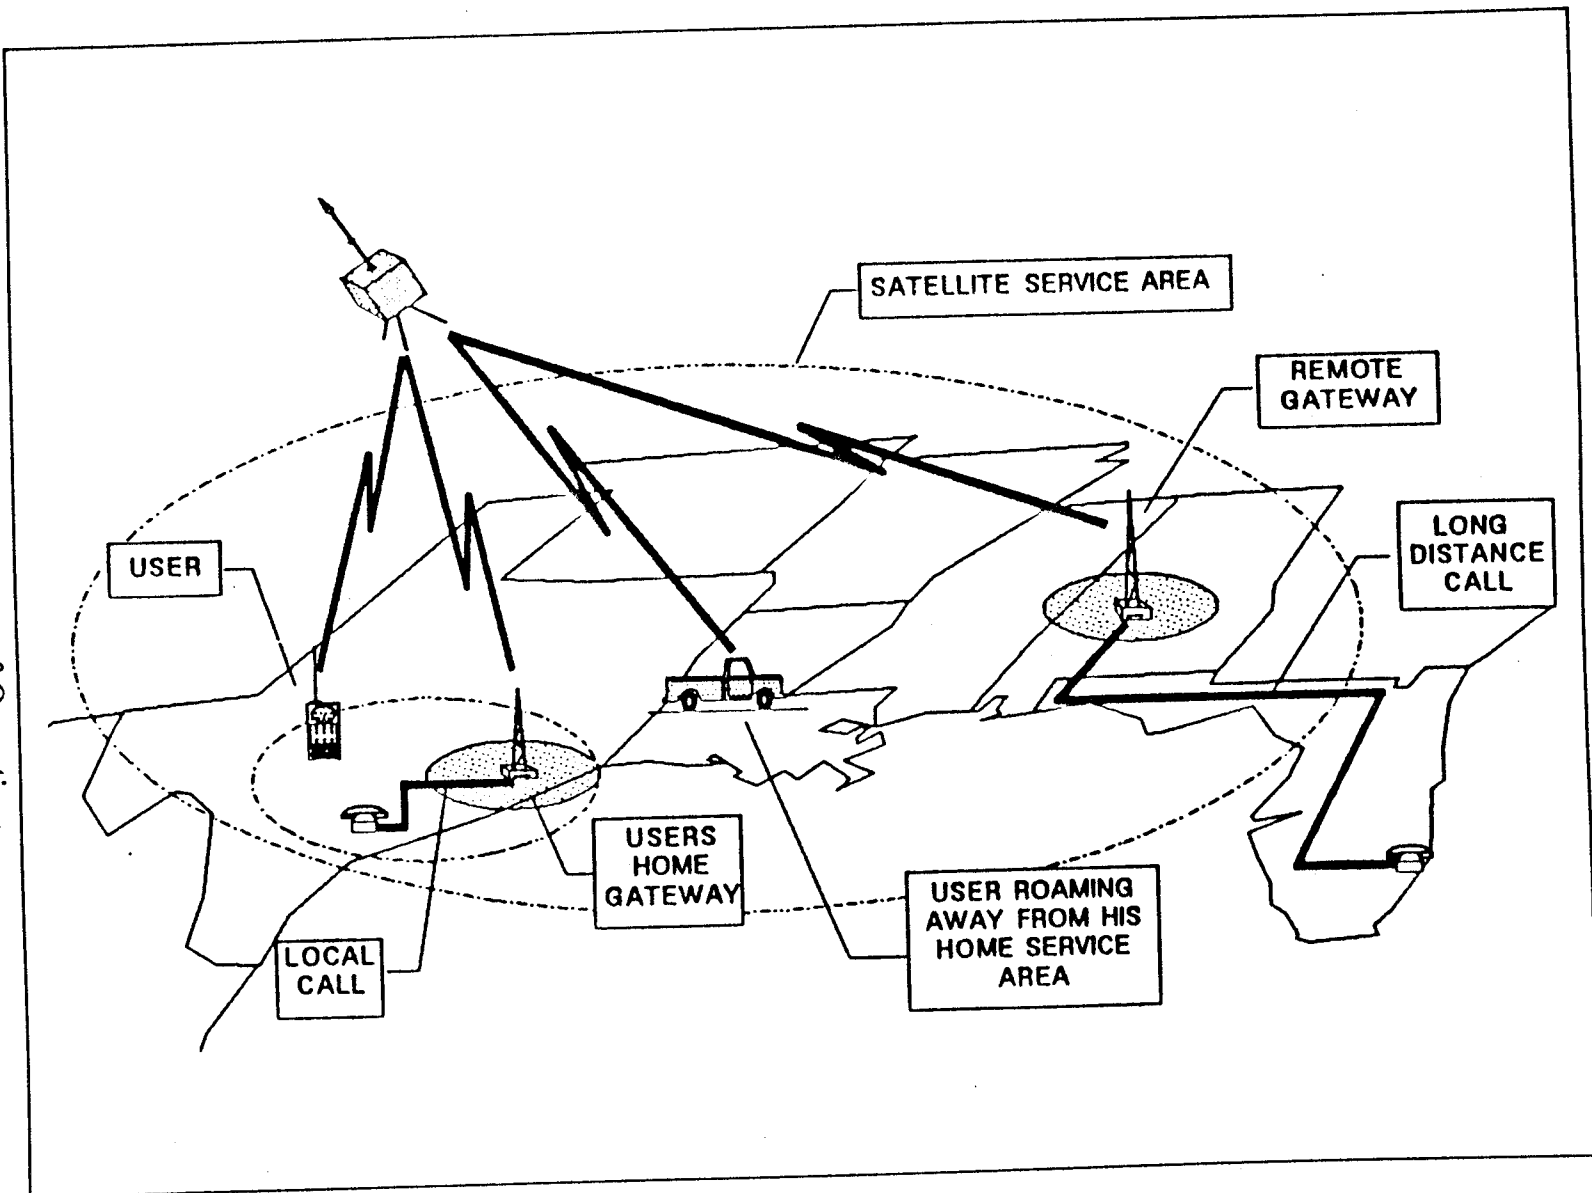 SATELLITE SERVICE AREA
REMOTE
GATEWAY
LONG
DISTANCE
CALL
USER
USERS
HOME
GATEWAY
USER ROAMING
AWAY FROM HIS
HOME SERVICE
AREA
LOCAL
CALL